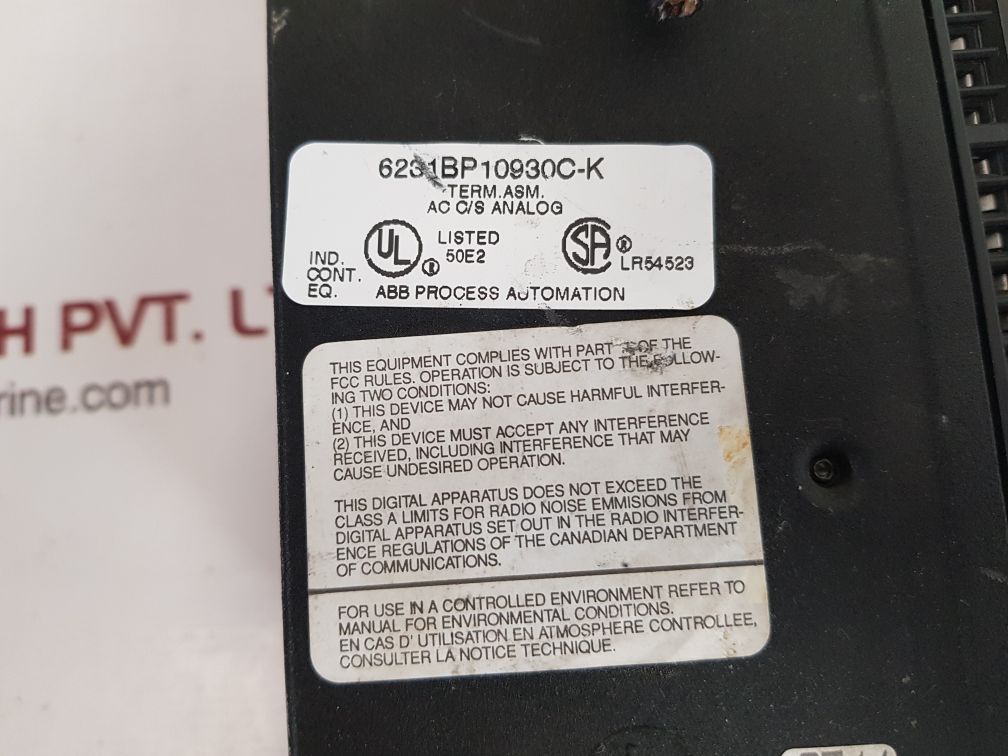 6231BP10930C-K
TERM.ASM.
AC C/S ANALOG
UL
LISTED
50E2
®
SA
®
LR54523
IND.
CONT.
EQ.
ABB PROCESS AUTOMATION
H PVT. L
rine.com
THIS EQUIPMENT COMPLIES WITH PART OF THE
FCC RULES. OPERATION IS SUBJECT TO THE FOLLOW-
ING TWO CONDITIONS:
(1) THIS DEVICE MAY NOT CAUSE HARMFUL INTERFER-
ENCE, AND
(2) THIS DEVICE MUST ACCEPT ANY INTERFERENCE
RECEIVED, INCLUDING INTERFERENCE THAT MAY
CAUSE UNDESIRED OPERATION.
THIS DIGITAL APPARATUS DOES NOT EXCEED THE
CLASS A LIMITS FOR RADIO NOISE EMMISIONS FROM
DIGITAL APPARATUS SET OUT IN THE RADIO INTERFER-
ENCE REGULATIONS OF THE CANADIAN DEPARTMENT
OF COMMUNICATIONS.
FOR USE IN A CONTROLLED ENVIRONMENT REFER TO
MANUAL FOR ENVIRONMENTAL CONDITIONS.
EN CAS D' UTILISATION EN ATMOSPHERE CONTROLLEE,
CONSULTER LA NOTICE TECHNIQUE.